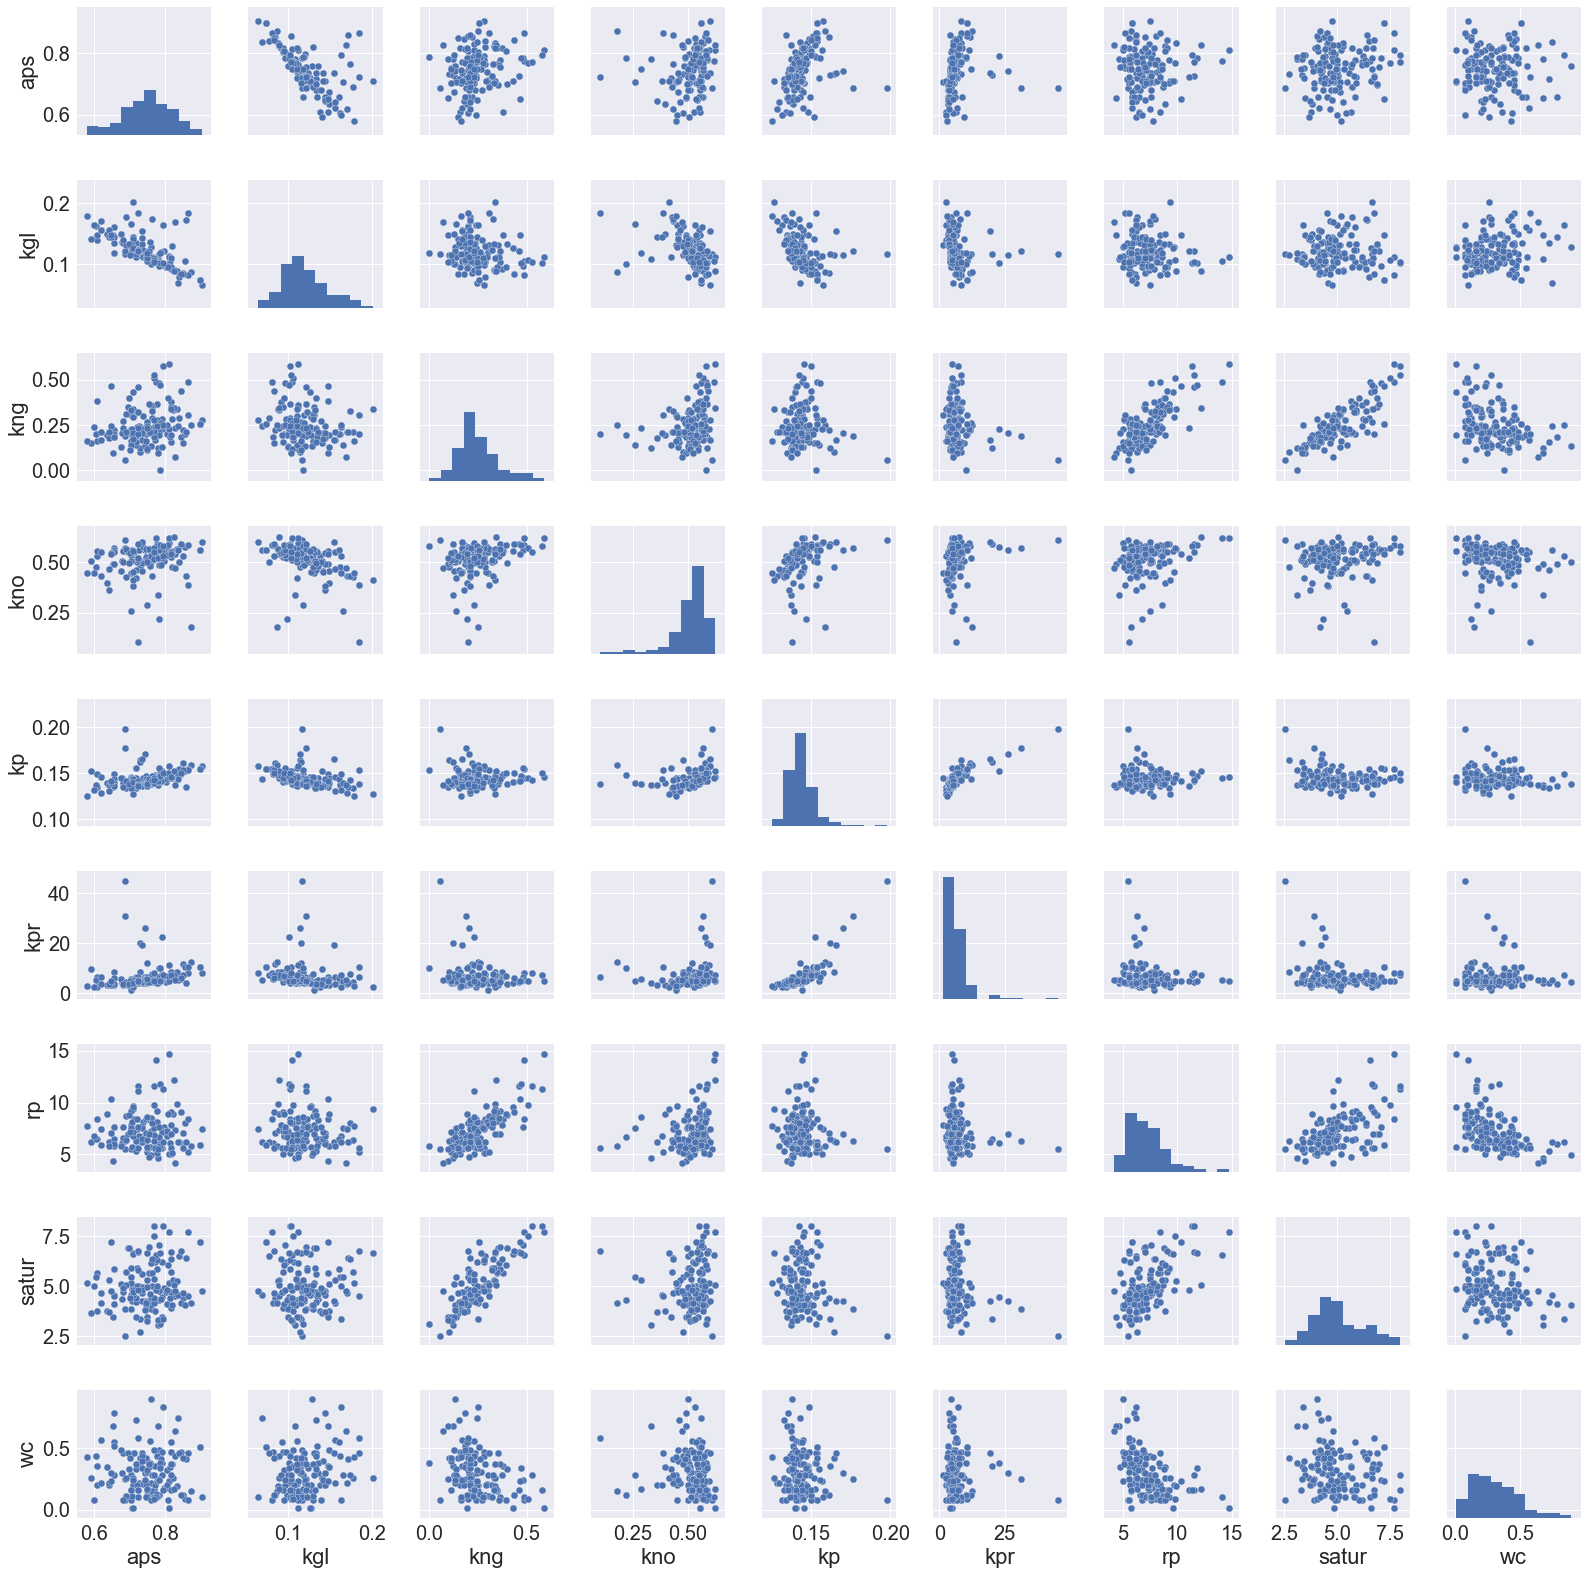 aps
0.8
0.6
kgl
0.2
0.1
kng
0.50
0.25
0.00
kno
0.50
0.25
kp
0.20
0.15
0.10
kpr
40
20
0
rp
15
10
5
satur
7.5
5.0
2.5
wc
0.5
0.0
0.6 0.8 0.1 0.2 0.0 0.5 0.25 0.50 0.15 0.20 0 25 5 10 15 2.5 5.0 7.5 0.0 0.5
aps kgl kng kno kp kpr rp satur wc